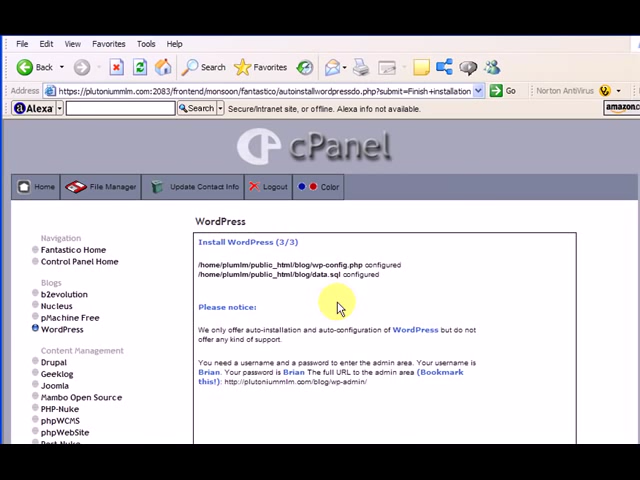 File Edit View Favorites Tools Help
Back Search Favorites
Address https://plutoniummlm.com:2083/frontend/monsoon/fantastico/autoinstallwordpressdo.php?submit=Finish+installation Go Norton AntiVirus
Alexa Search Secure/Intranet site, or offline. Alexa info not available. amazon.c
cPanel
Home File Manager Update Contact Info Logout Color
WordPress
Navigation
Fantastico Home
Control Panel Home
Blogs
b2evolution
Nucleus
pMachine Free
WordPress
Content Management
Drupal
Geeklog
Joomla
Mambo Open Source
PHP-Nuke
phpWCMS
phpWebSite
Post-Nuke
Install WordPress (3/3)
/home/plumlm/public_html/blog/wp-config.php configured
/home/plumlm/public_html/blog/data.sql configured
Please notice:
We only offer auto-installation and auto-configuration of WordPress but do not
offer any kind of support.
You need a username and a password to enter the admin area. Your username is
Brian. Your password is Brian The full URL to the admin area (Bookmark
this!): http://plutoniummlm.com/blog/wp-admin/